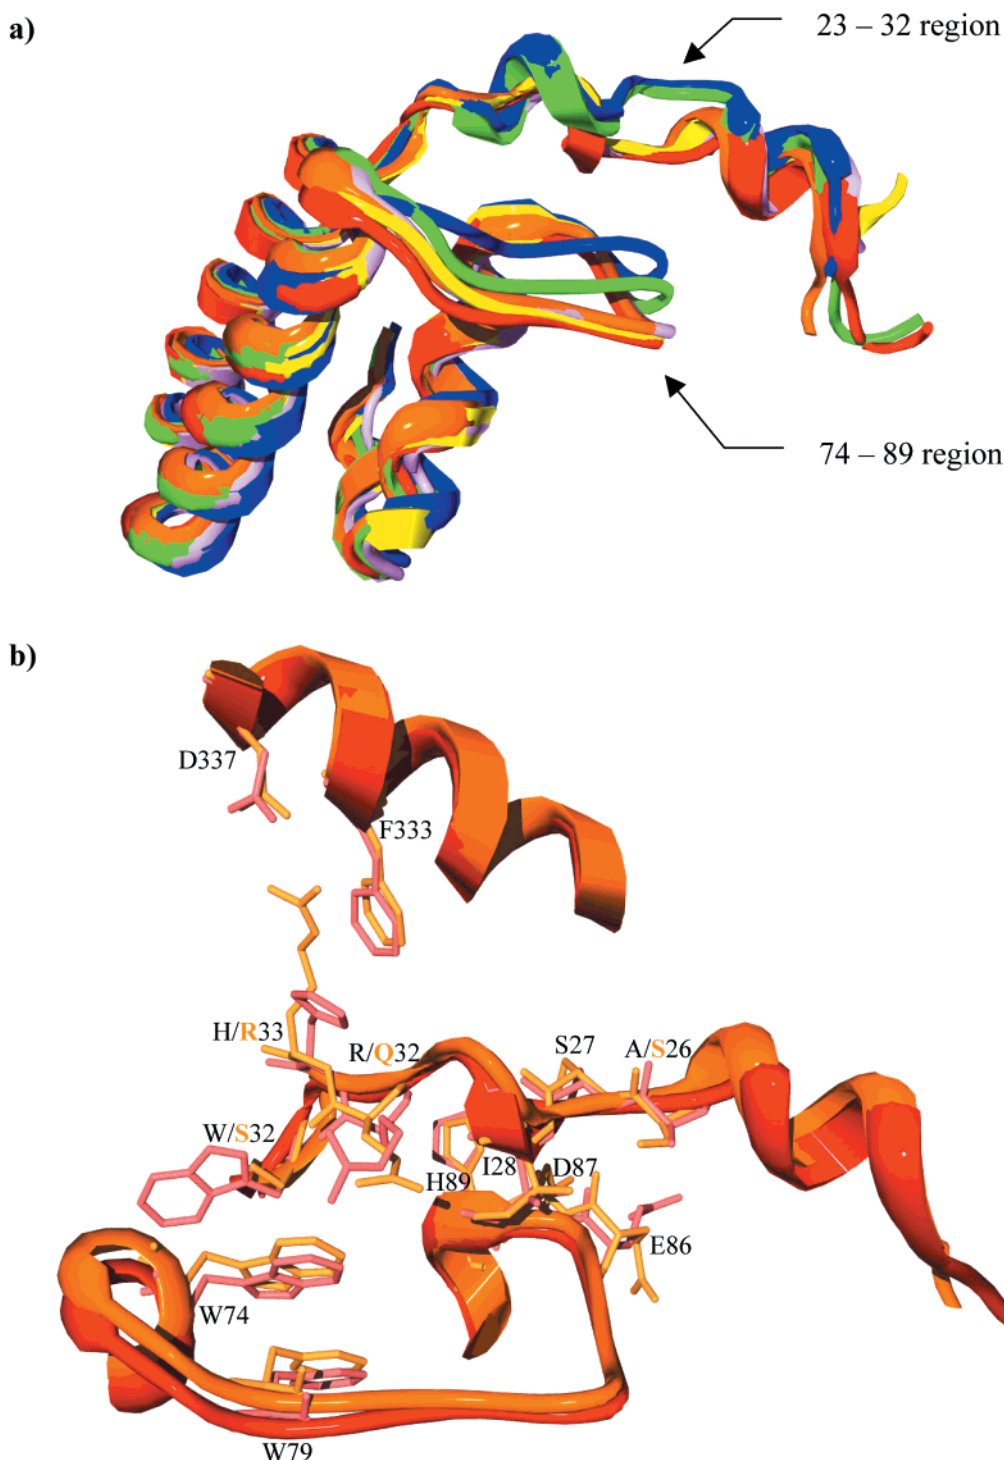 a)
23 – 32 region
74 – 89 region
b)
D337
F333
H/R33
R/Q32
S27
A/S26
W/S32
H89
I28
D87
E86
W74
W79